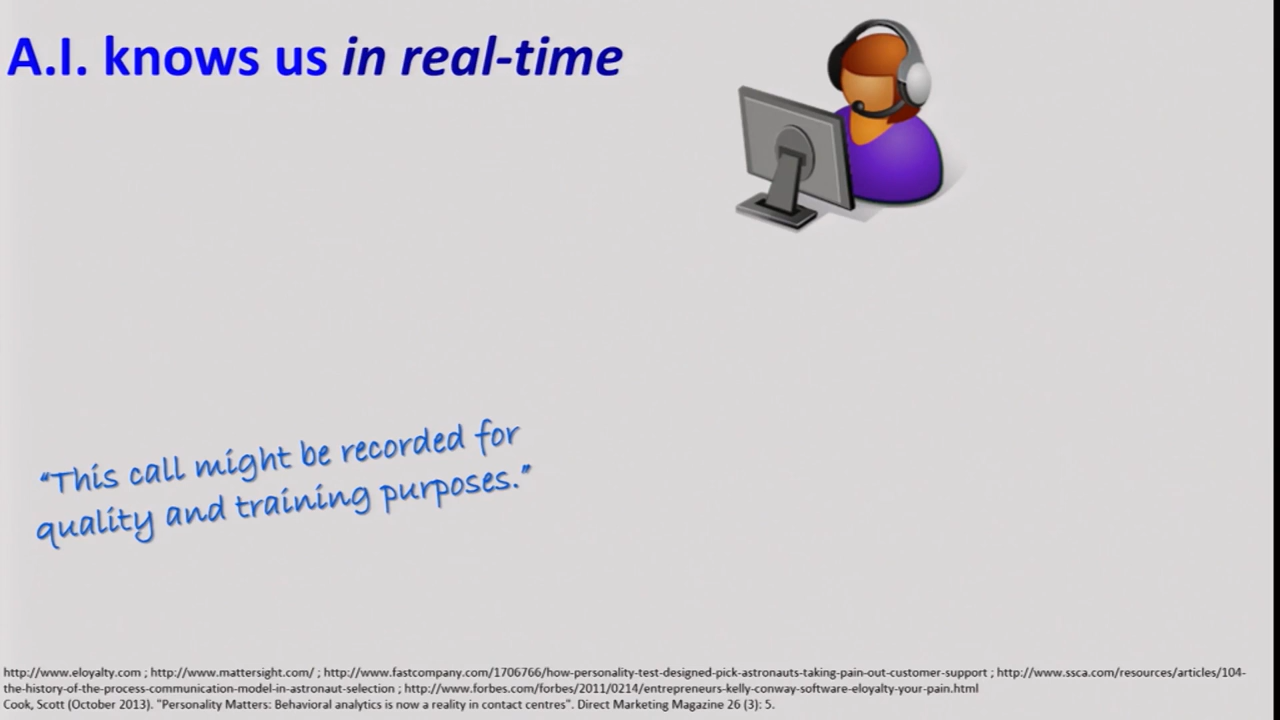 A.I. knows us in real-time
“This call might be recorded for
quality and training purposes.”
http://www.eloyalty.com ; http://www.mattersight.com/ ; http://www.fastcompany.com/1706766/how-personality-test-designed-pick-astronauts-taking-pain-out-customer-support ; http://www.ssca.com/resources/articles/104-
the-history-of-the-process-communication-model-in-astronaut-selection ; http://www.forbes.com/forbes/2011/0214/entrepreneurs-kelly-conway-software-eloyalty-your-pain.html
Cook, Scott (October 2013). "Personality Matters: Behavioral analytics is now a reality in contact centres". Direct Marketing Magazine 26 (3): 5.